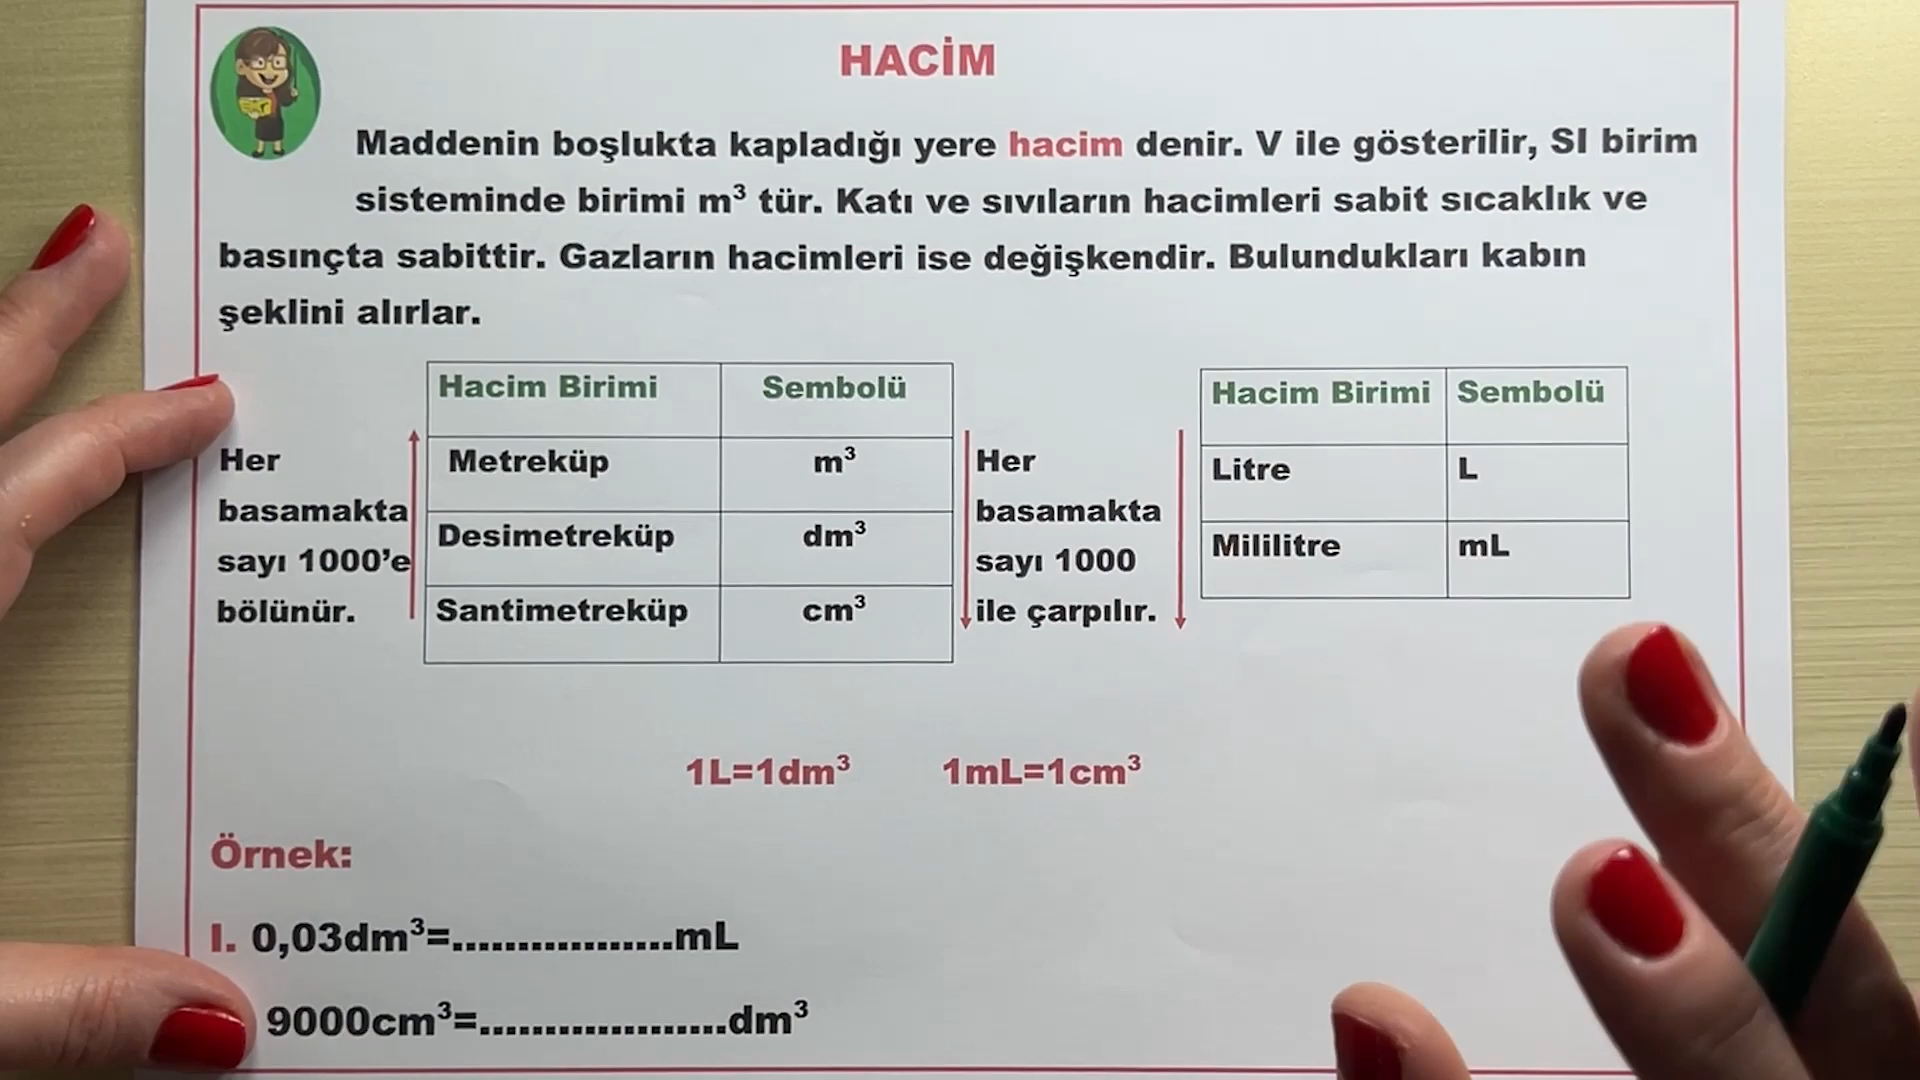 HACİM
Maddenin boşlukta kapladığı yere hacim denir. V ile gösterilir, SI birim
sisteminde birimi m³ tür. Katı ve sıvıların hacimleri sabit sıcaklık ve
basınçta sabittir. Gazların hacimleri ise değişkendir. Bulundukları kabın
şeklini alırlar.
Her
basamakta
sayı 1000’e
bölünür.
Hacim Birimi Sembolü
Metreküp m³
Desimetreküp dm³
Santimetreküp cm³
Her
basamakta
sayı 1000
ile çarpılır.
Hacim Birimi Sembolü
Litre L
Mililitre mL
1L=1dm³ 1mL=1cm³
Örnek:
I. 0,03dm³=.................mL
9000cm³=...................dm³